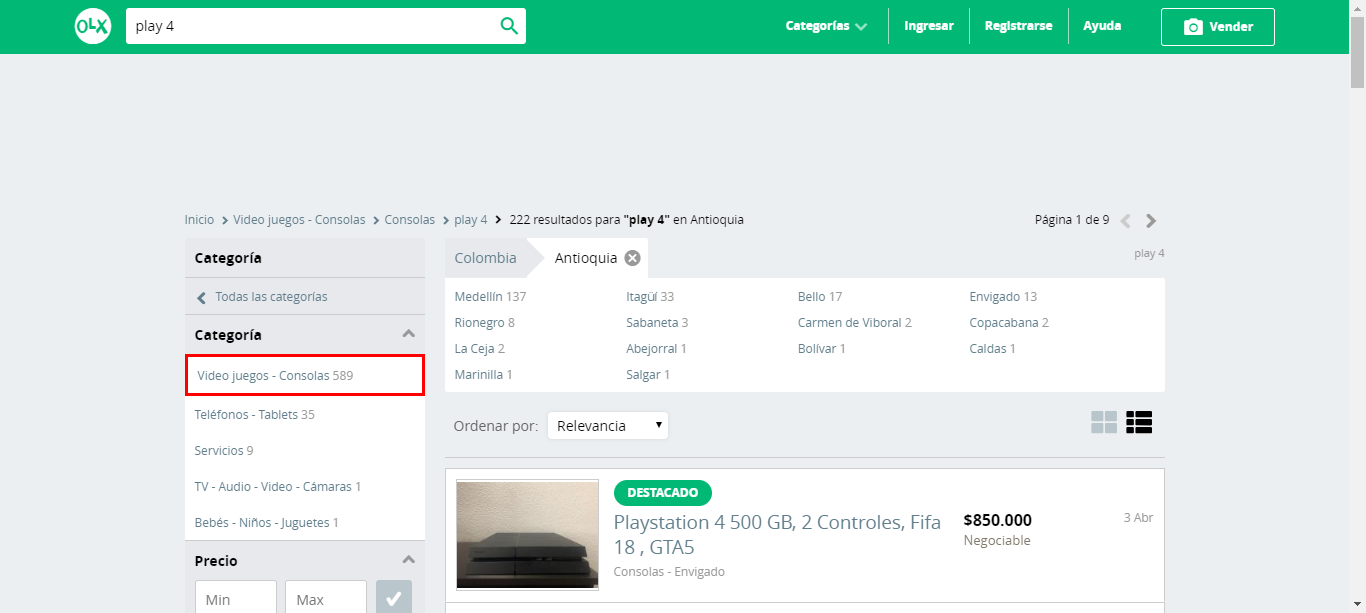 OLX play 4 Categorías Ingresar Registrarse Ayuda Vender
Inicio Video juegos - Consolas Consolas play 4 222 resultados para "play 4" en Antioquia Página 1 de 9
Categoría
Todas las categorías
Categoría
Video juegos - Consolas 589
Teléfonos - Tablets 35
Servicios 9
TV - Audio - Video - Cámaras 1
Bebés - Niños - Juguetes 1
Precio
Min Max
Colombia Antioquia play 4
Medellín 137 Itagüí 33 Bello 17 Envigado 13
Rionegro 8 Sabaneta 3 Carmen de Viboral 2 Copacabana 2
La Ceja 2 Abejorral 1 Bolívar 1 Caldas 1
Marinilla 1 Salgar 1
Ordenar por: Relevancia
DESTACADO
Playstation 4 500 GB, 2 Controles, Fifa
18 , GTA5
Consolas - Envigado
$850.000
Negociable
3 Abr